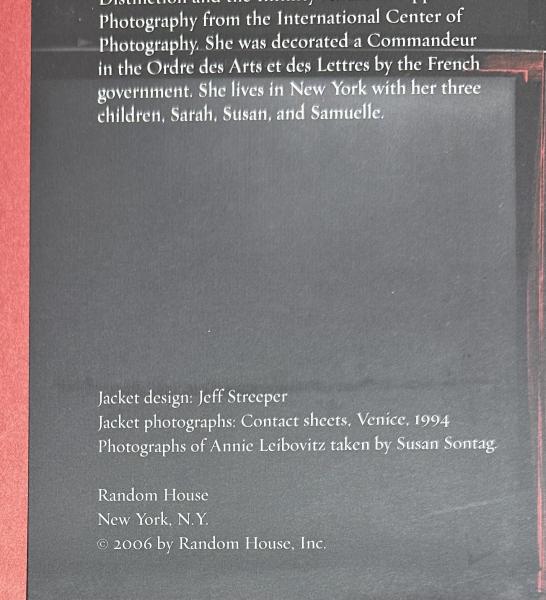 Distinction and the
Photography from the International Center of
Photography. She was decorated a Commandeur
in the Ordre des Arts et des Lettres by the French
government. She lives in New York with her three
children, Sarah, Susan, and Samuelle.
Jacket design: Jeff Streeper
Jacket photographs: Contact sheets, Venice, 1994
Photographs of Annie Leibovitz taken by Susan Sontag.
Random House
New York, N.Y.
© 2006 by Random House, Inc.